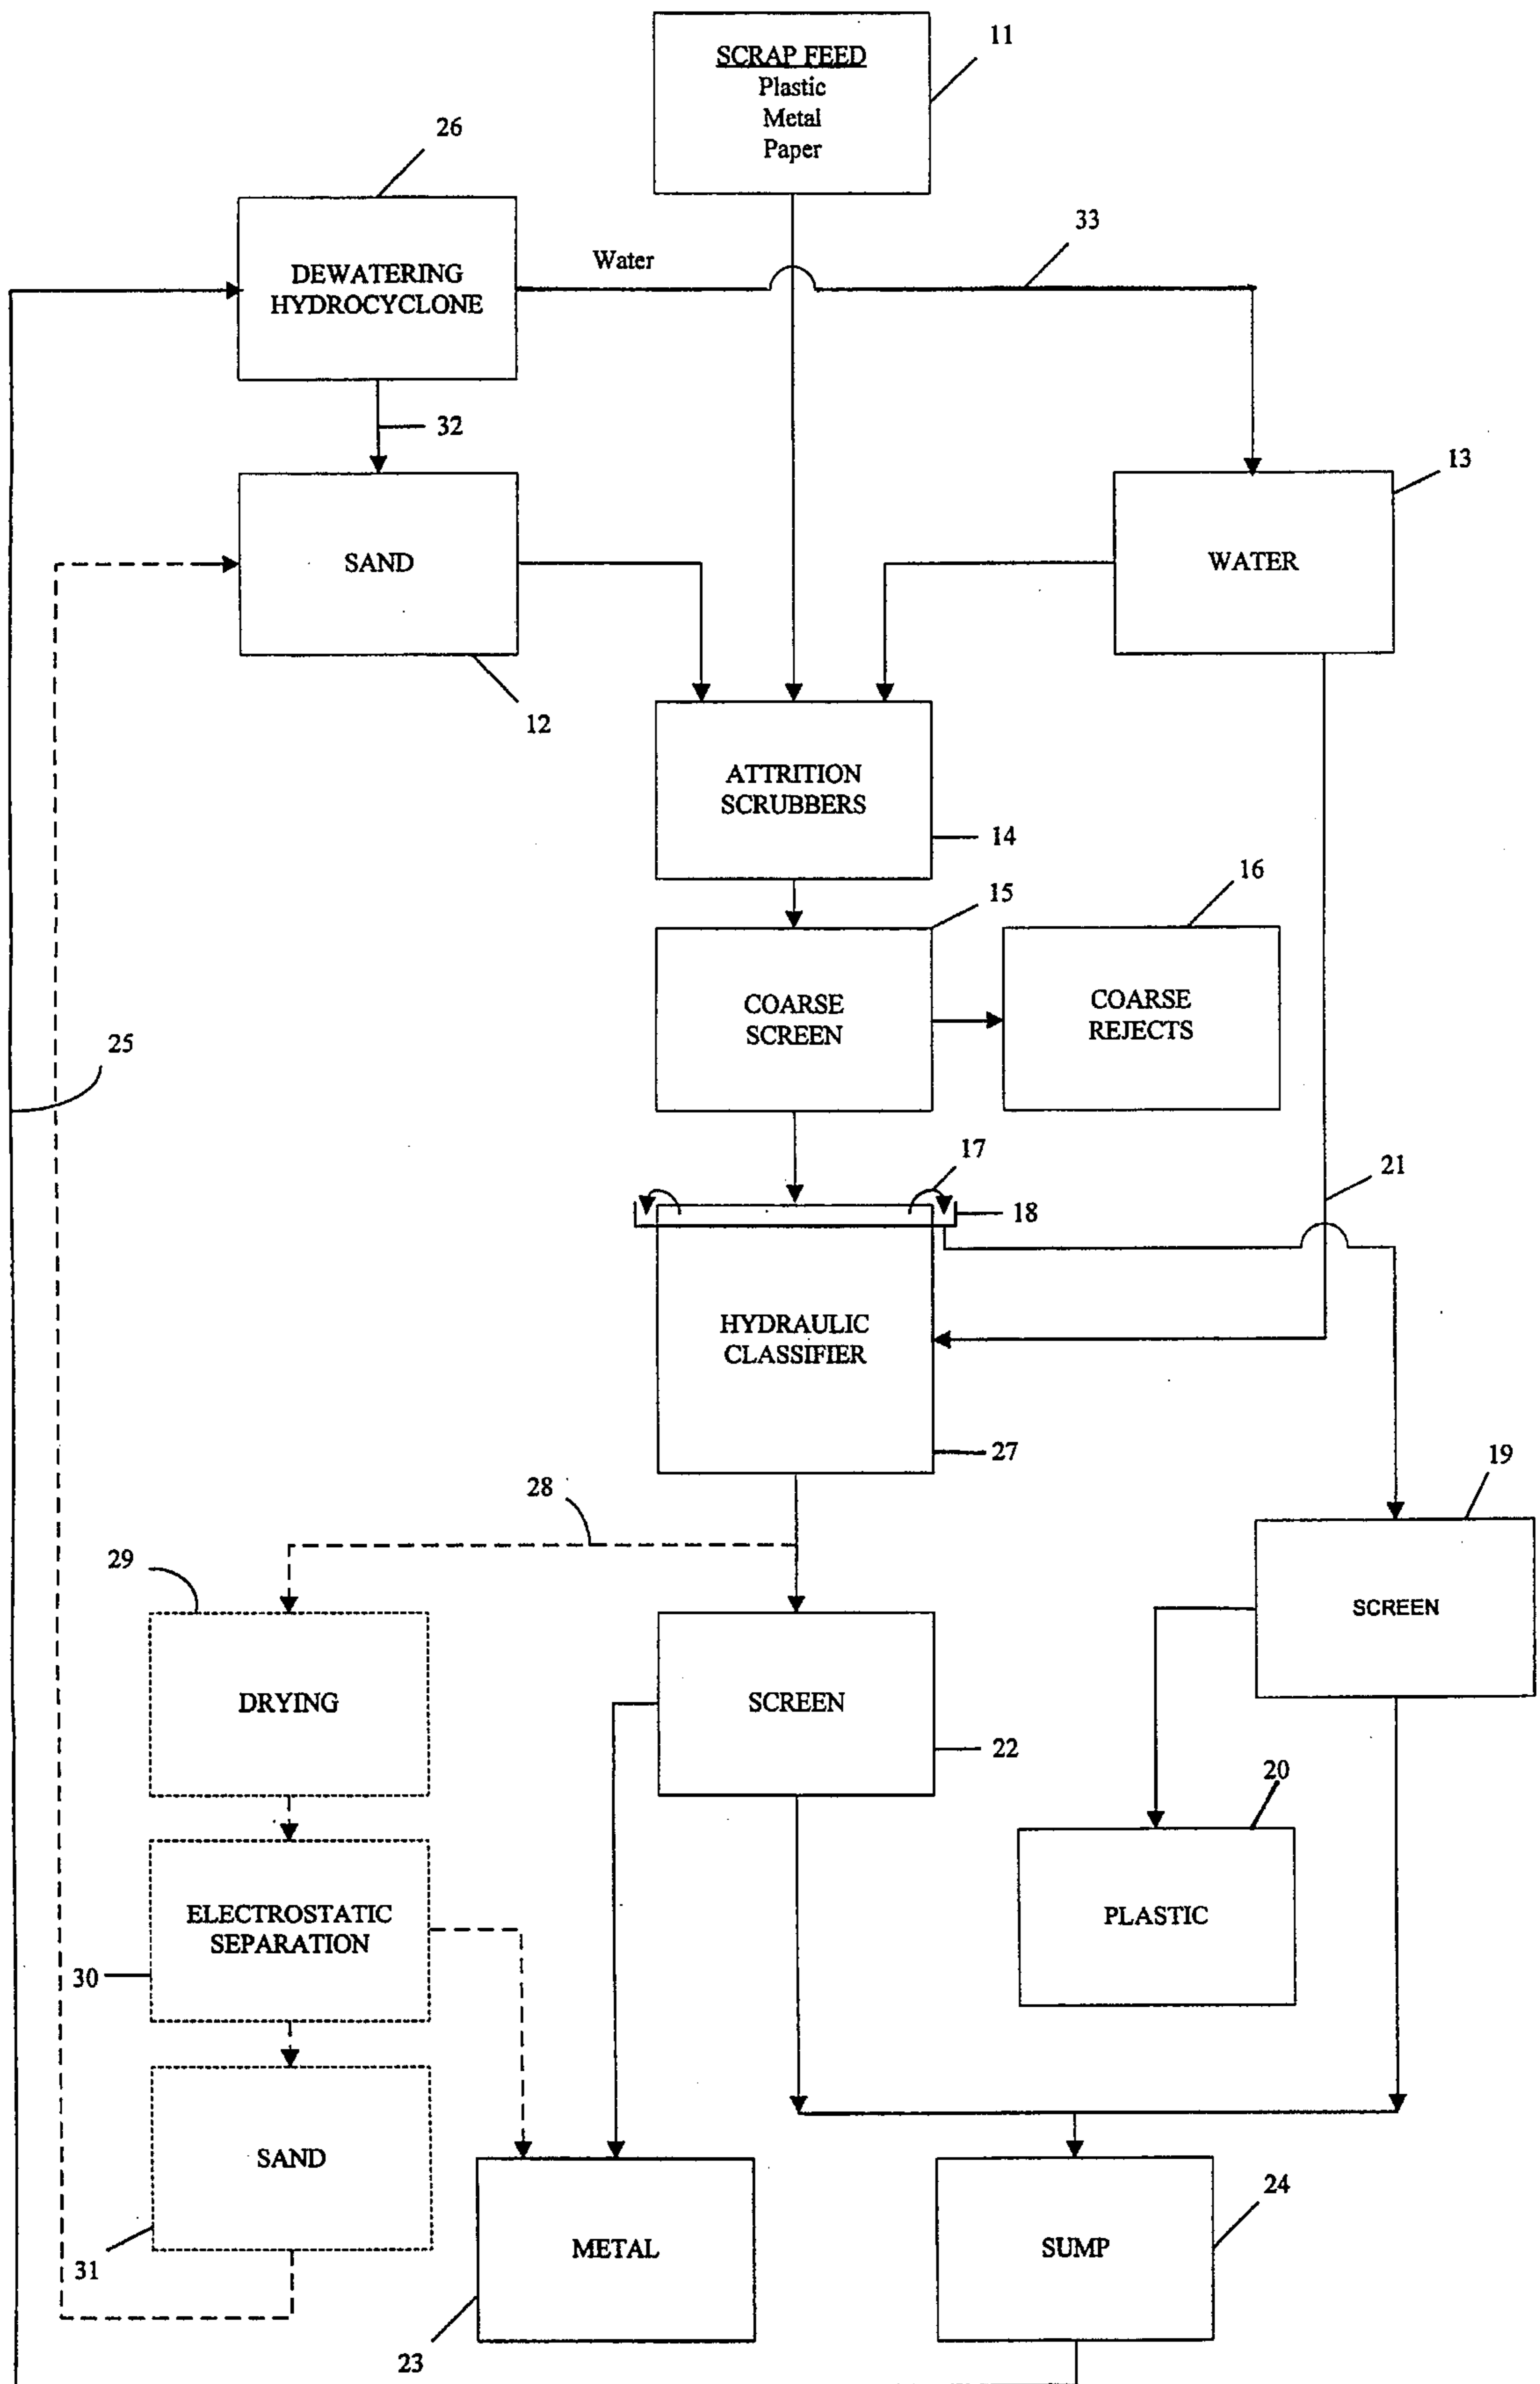 11
SCRAP FEED
Plastic
Metal
Paper
26
33
Water
DEWATERING
HYDROCYCLONE
32
13
SAND
WATER
12
ATTRITION
SCRUBBERS
14
16
15
COARSE
SCREEN
COARSE
REJECTS
25
17
21
18
HYDRAULIC
CLASSIFIER
27
19
28
29
SCREEN
DRYING
SCREEN
22
20
ELECTROSTATIC
SEPARATION
PLASTIC
30
SAND
24
METAL
SUMP
31
23